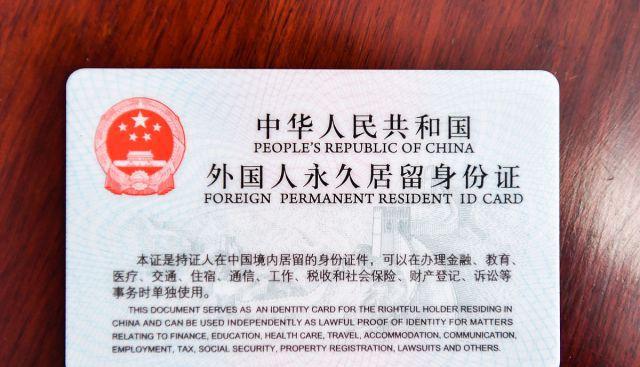 中华人民共和国
PEOPLE'S REPUBLIC OF CHINA
外国人永久居留身份证
FOREIGN PERMANENT RESIDENT ID CARD
本证是持证人在中国境内居留的身份证件，可以在办理金融、教育、
医疗、交通、住宿、通信、工作、税收和社会保险、财产登记、诉讼等
事务时单独使用。
THIS DOCUMENT SERVES AS AN IDENTITY CARD FOR THE RIGHTFUL HOLDER RESIDING IN
CHINA AND CAN BE USED INDEPENDENTLY AS LAWFUL PROOF OF IDENTITY FOR MATTERS
RELATING TO FINANCE, EDUCATION, HEALTH CARE, TRAVEL, ACCOMMODATION, COMMUNICATION,
EMPLOYMENT, TAX, SOCIAL SECURITY, PROPERTY REGISTRATION, LAWSUITS AND OTHERS.